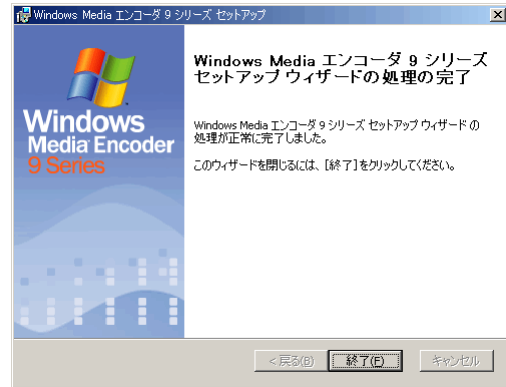 Windows Media エンコーダ 9 シリーズ セットアップ
Windows
Media Encoder
9 Series
Windows Media エンコーダ 9 シリーズ
セットアップ ウィザードの処理の完了
Windows Media エンコーダ 9 シリーズ セットアップ ウィザード の
処理が正常に完了しました。
このウィザードを閉じるには、[終了]をクリックしてください。
< 戻る(B)
終了(F)
キャンセル